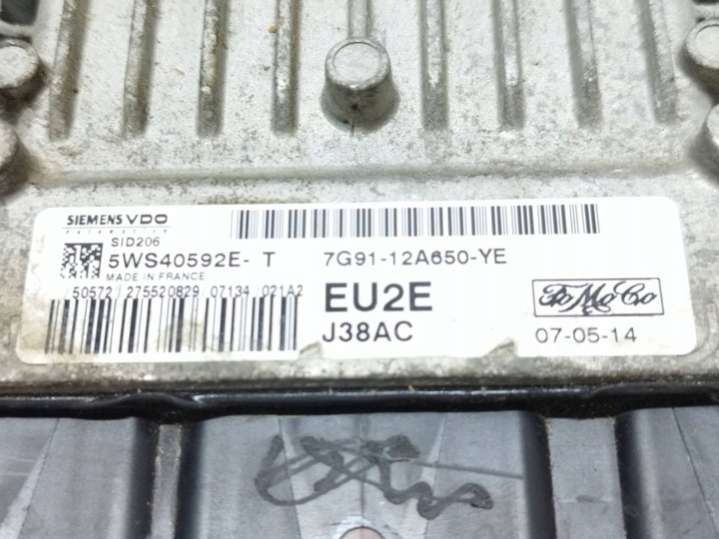 SIEMENS VDO
AUTOMOTIVE
SID206
5WS40592E- T
7G91-12A650-YE
MADE IN FRANCE
50572 275520829 07134 021A2
EU2E
FoMoCo
J38AC
07-05-14